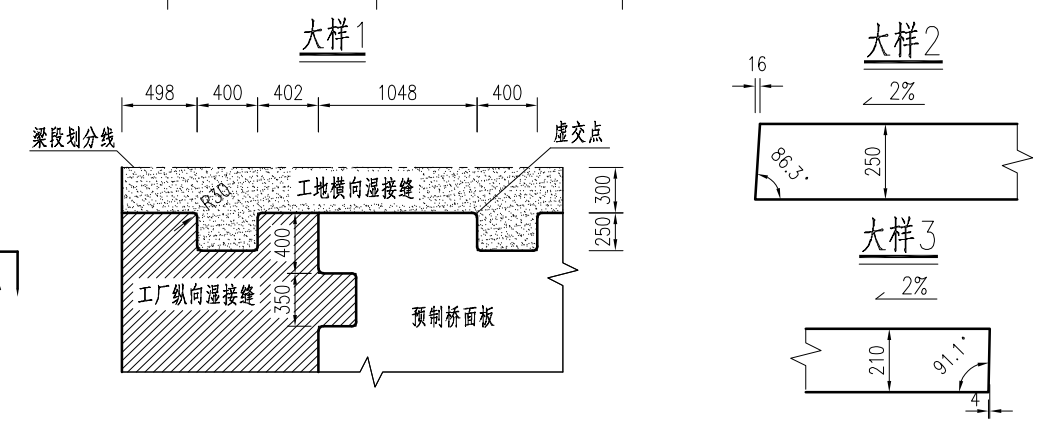 大样1
498
400
402
1048
400
梁段划分线
虚交点
工地横向湿接缝
R30
300
250
400
350
工厂纵向湿接缝
预制桥面板
大样2
16
2%
86.3°
250
大样3
2%
210
91.1°
4